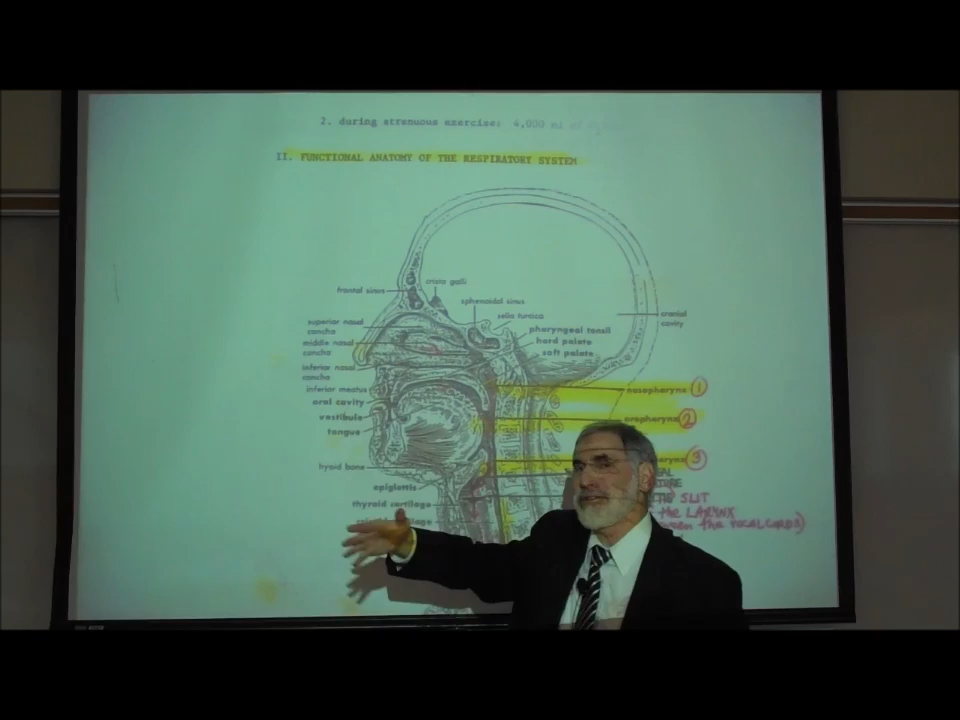 2. during strenuous exercise: 4,000 ml of
II. FUNCTIONAL ANATOMY OF THE RESPIRATORY SYSTEM
crista galli
frontal sinus
sphenoidal sinus
sella turcica
superior nasal
concha
pharyngeal tonsil
cranial
cavity
middle nasal
concha
hard palate
soft palate
inferior nasal
concha
inferior meatus
nasopharynx 1
oral cavity
vestibule
oropharynx 2
tongue
3
hyoid bone
epiglottis
SLIT
thyroid cartilage
the LARYNX
the VOCAL CORDS)